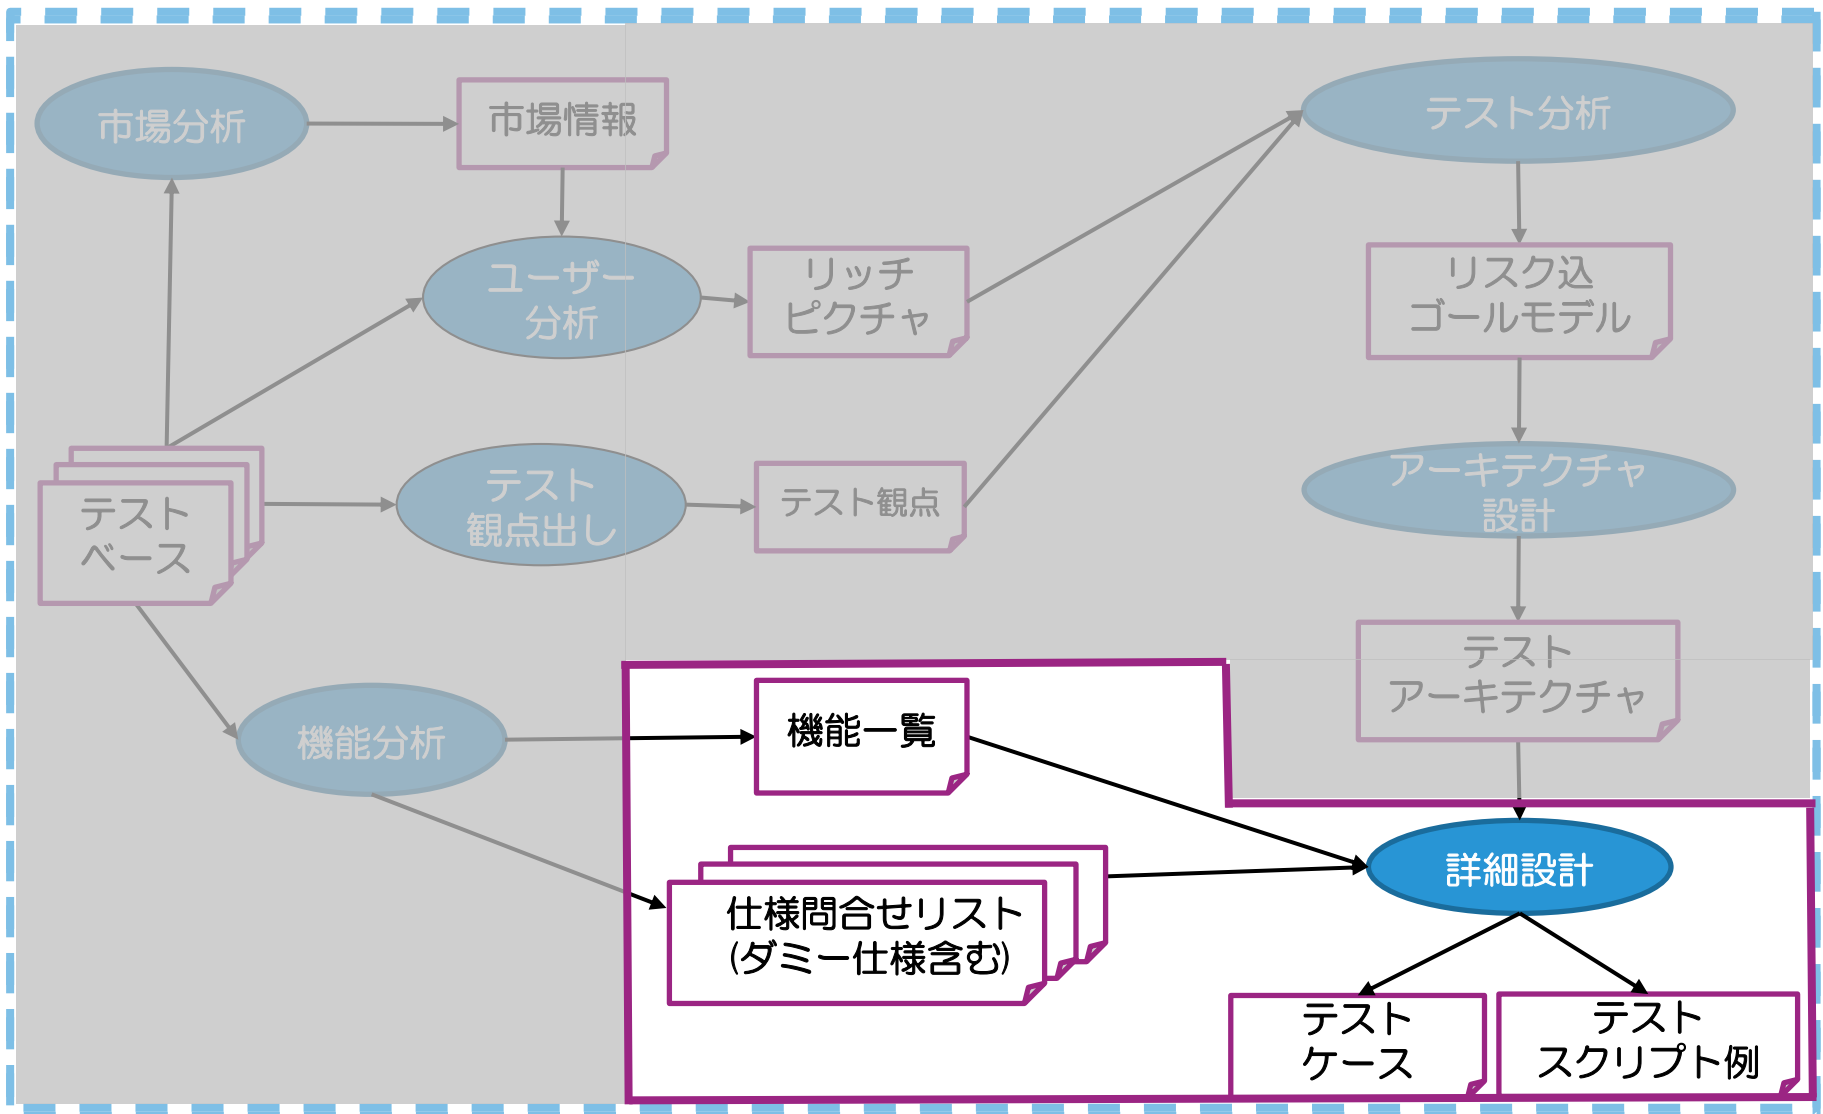 市場分析
市場情報
テスト分析
ユーザー
分析
リッチ
ピクチャ
リスク込
ゴールモデル
テスト
ベース
テスト
観点出し
テスト観点
アーキテクチャ
設計
テスト
アーキテクチャ
機能分析
機能一覧
仕様問合せリスト
(ダミー仕様含む)
詳細設計
テスト
ケース
テスト
スクリプト例